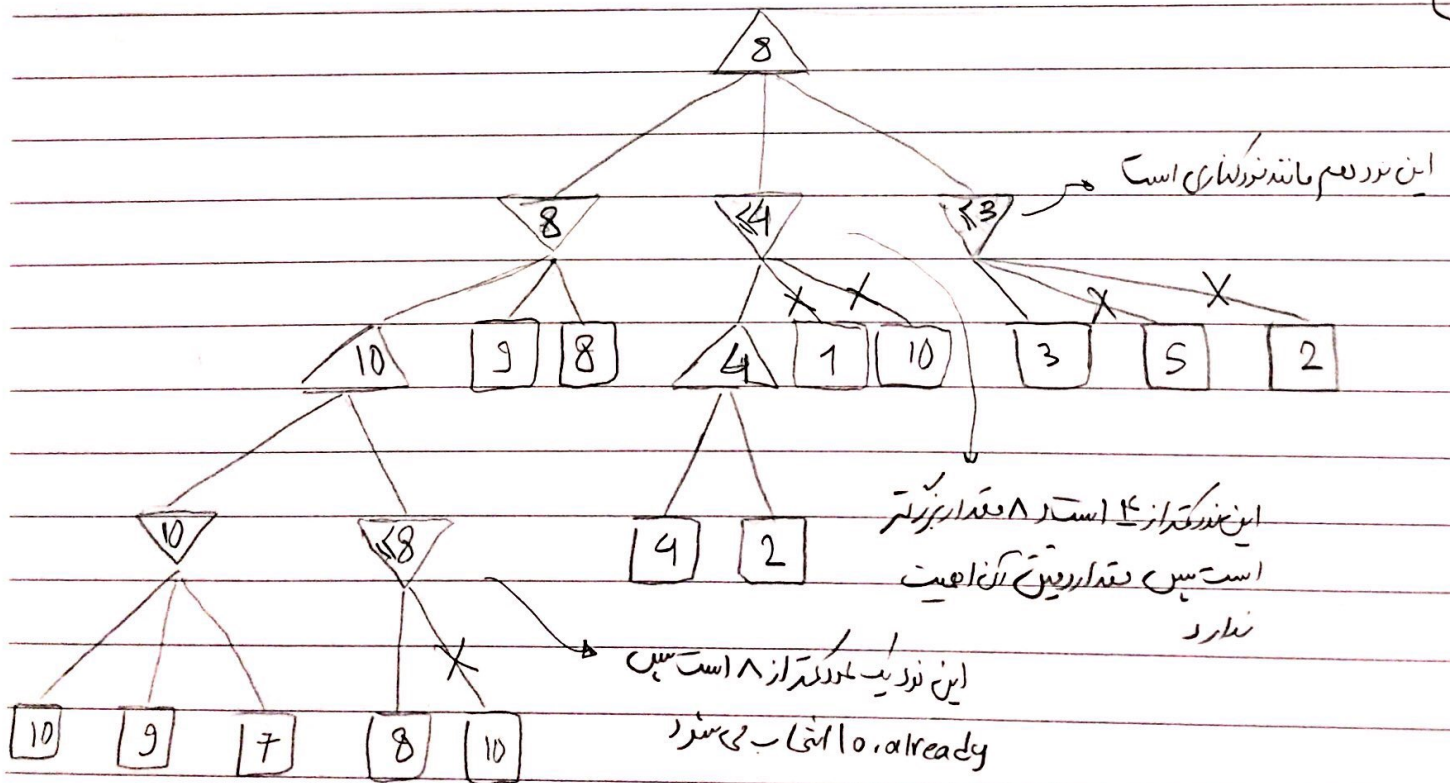 8
8 ≤4 ≤3
این نود هم مانند نود کناری است
10 9 8 4 1 10 3 5 2
X X X X
10 ≤8 4 2
این نود کمتر از ۴ است و ۸ مقدار بزرگتر
است پس مقدار دقیق آن اهمیت
ندارد
X
این نود یک عدد کمتر از ۸ است پس
already 10 انتخاب می شود
10 9 7 8 10